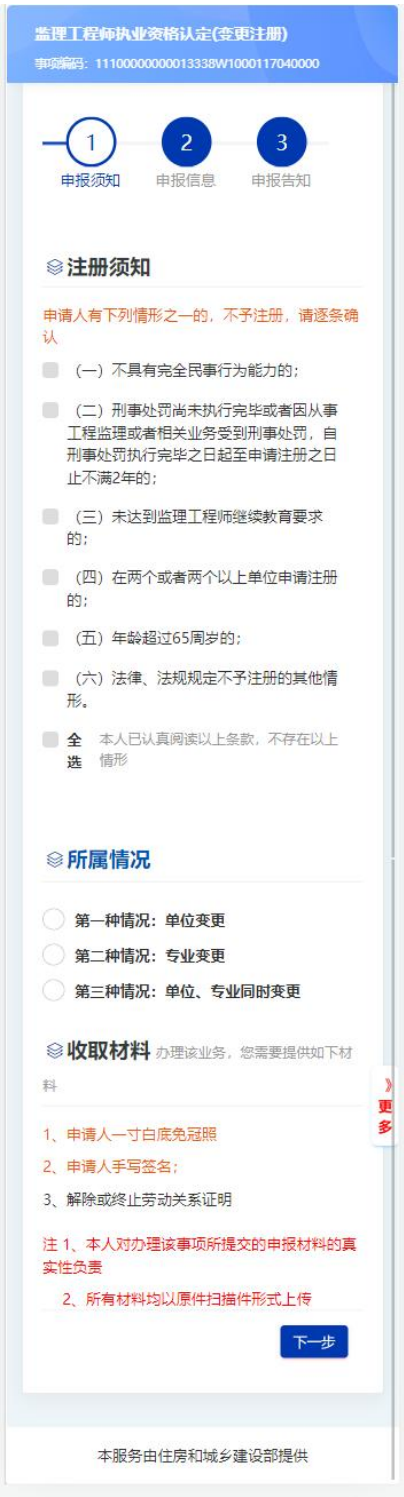 监理工程师执业资格认定(变更注册)
事项编码：11100000000013338W1000117040000
1 2 3
申报须知 申报信息 申报告知
注册须知
申请人有下列情形之一的，不予注册，请逐条确
认
（一）不具有完全民事行为能力的；
（二）刑事处罚尚未执行完毕或者因从事
工程监理或者相关业务受到刑事处罚，自
刑事处罚执行完毕之日起至申请注册之日
止不满2年的；
（三）未达到监理工程师继续教育要求
的；
（四）在两个或者两个以上单位申请注册
的；
（五）年龄超过65周岁的；
（六）法律、法规规定不予注册的其他情
形。
全 本人已认真阅读以上条款，不存在以上
选 情形
所属情况
第一种情况：单位变更
第二种情况：专业变更
第三种情况：单位、专业同时变更
收取材料 办理该业务，您需要提供如下材
料
》
更
多
1、申请人一寸白底免冠照
2、申请人手写签名；
3、解除或终止劳动关系证明
注 1、本人对办理该事项所提交的申报材料的真
实性负责
2、所有材料均以原件扫描件形式上传
下一步
本服务由住房和城乡建设部提供